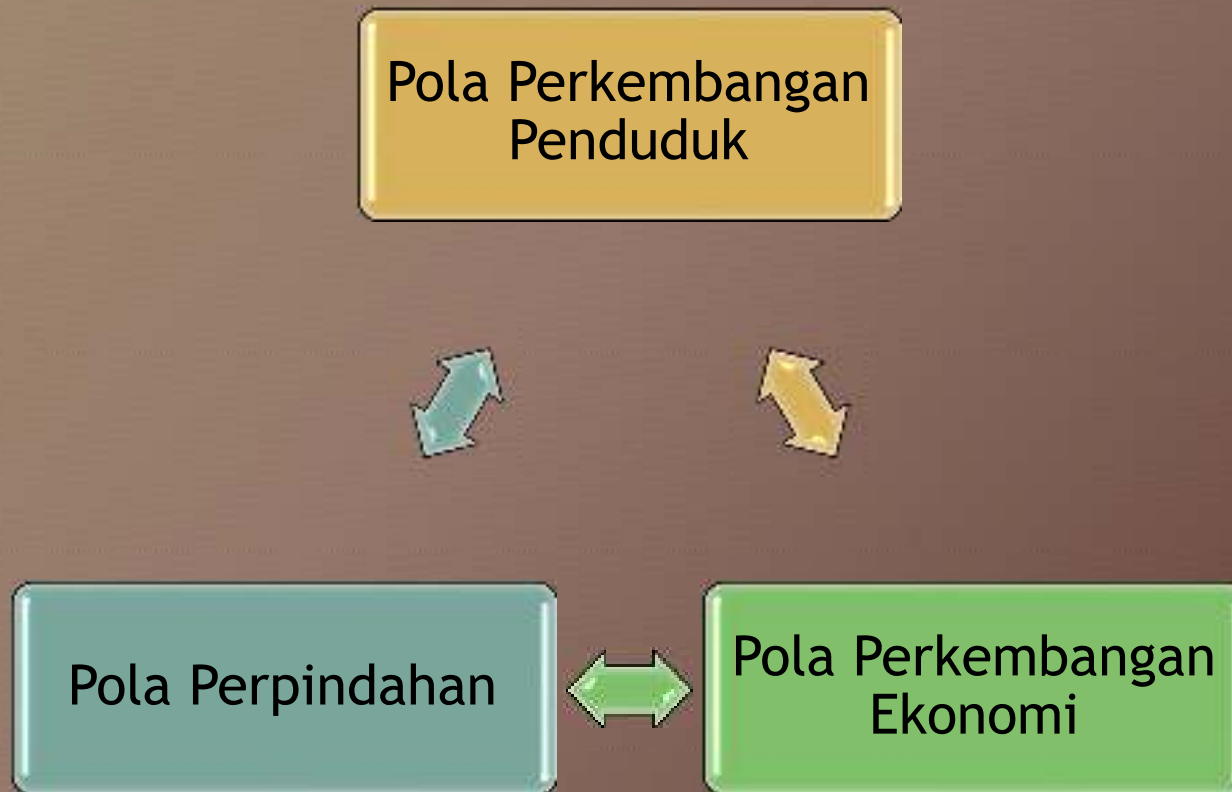 Pola Perkembangan
Penduduk
Pola Perpindahan
Pola Perkembangan
Ekonomi